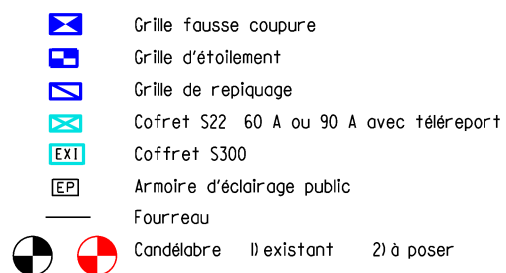 Grille fausse coupure
Grille d'étoilement
Grille de repiquage
Cofret S22 60 A ou 90 A avec téléreport
EXI Coffret S300
EP Armoire d'éclairage public
Fourreau
Candélabre 1) existant 2) à poser